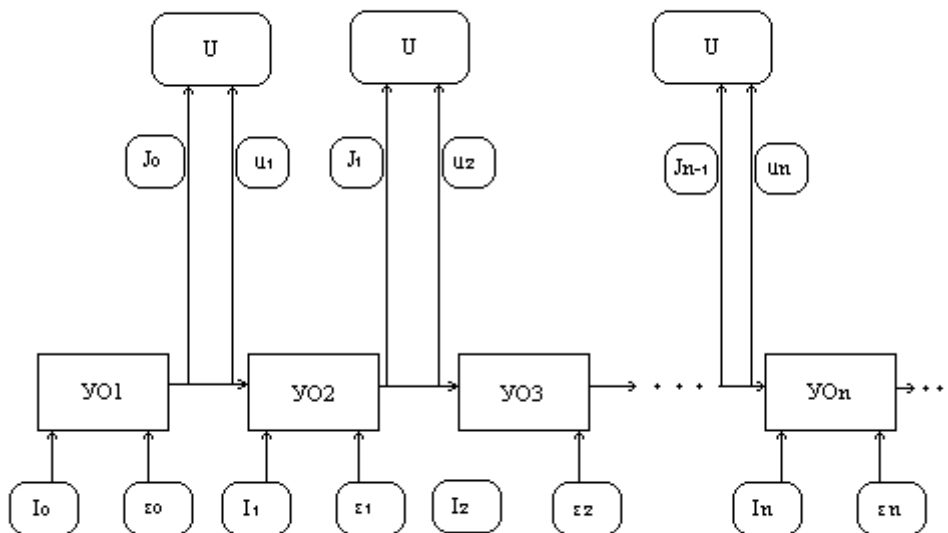 U U U
J₀ u₁ J₁ u₂ Jₙ₋₁ uₙ
УО1 УО2 УО3 . . . УОn . .
I₀ ε₀ I₁ ε₁ I₂ ε₂ Iₙ εₙ